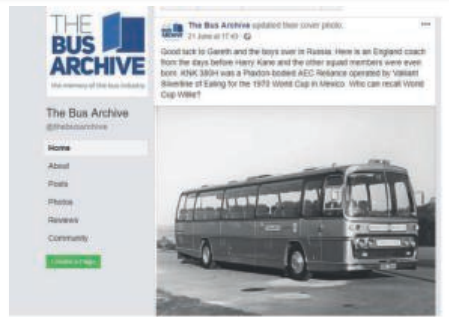 THE
BUS
ARCHIVE
the memory of the bus industry
The Bus Archive
@thebusarchive
Home
About
Posts
Photos
Reviews
Community
The Bus Archive updated their cover photo.
21 June at 17:43
Good luck to Gareth and the boys over in Russia. Here is an England coach
from the days before Harry Kane and the other squad members were even
born. KNK 380H was a Plaxton-bodied AEC Reliance operated by Valliant
Silverline of Ealing for the 1970 World Cup in Mexico. Who can recall World
Cup Willie?